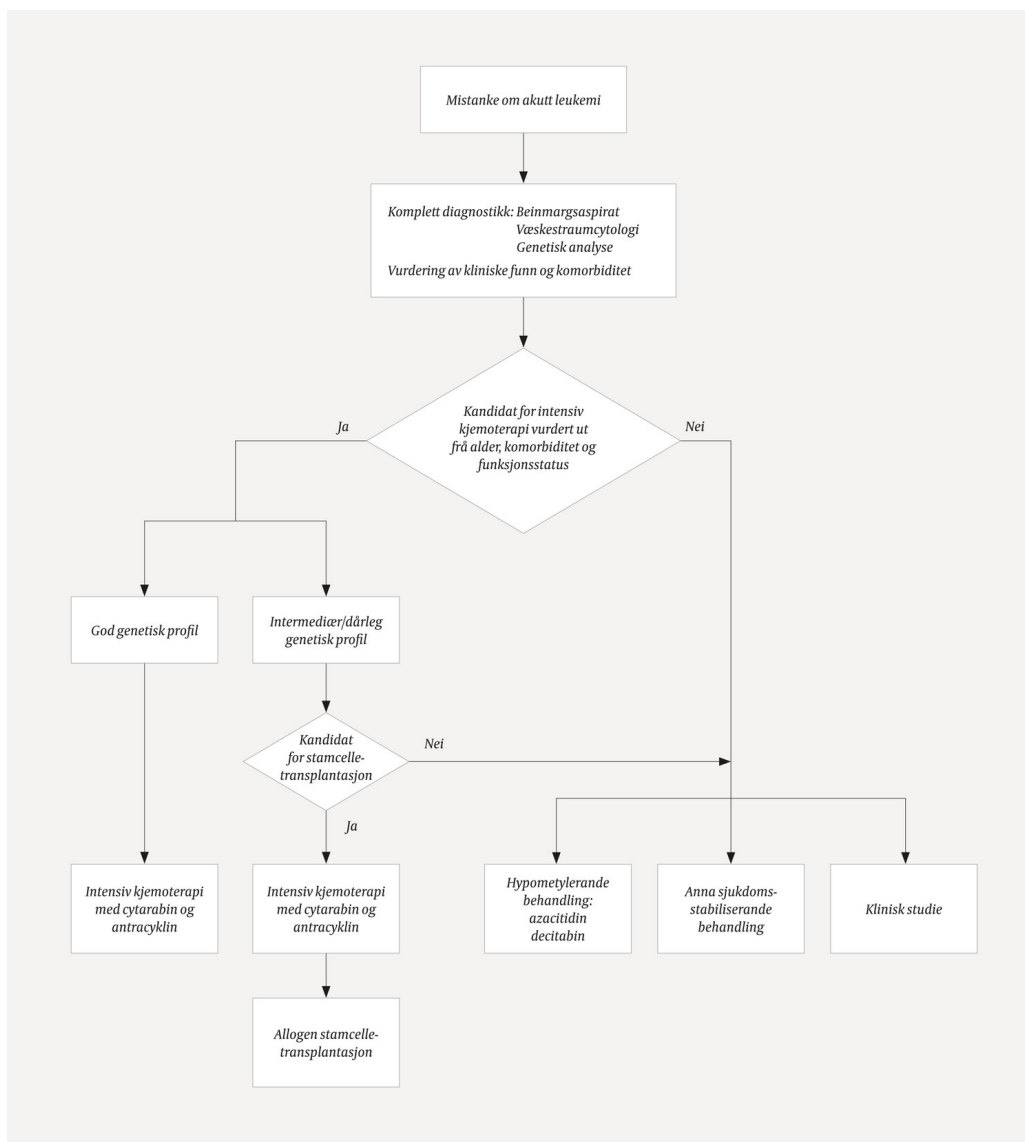 Mistanke om akutt leukemi
Komplett diagnostikk: Beinmargsaspirat
Væskestraumcytologi
Genetisk analyse
Vurdering av kliniske funn og komorbiditet
Kandidat for intensiv
kjemoterapi vurdert ut
frå alder, komorbiditet og
funksjonsstatus
Ja
Nei
God genetisk profil
Intermediær/dårleg
genetisk profil
Kandidat
for stamcelle-
transplantasjon
Nei
Ja
Intensiv kjemoterapi
med cytarabin og
antracyklin
Intensiv kjemoterapi
med cytarabin og
antracyklin
Hypometylerande
behandling:
azacitidin
decitabin
Anna sjukdoms-
stabiliserande
behandling
Klinisk studie
Allogen stamcelle-
transplantasjon